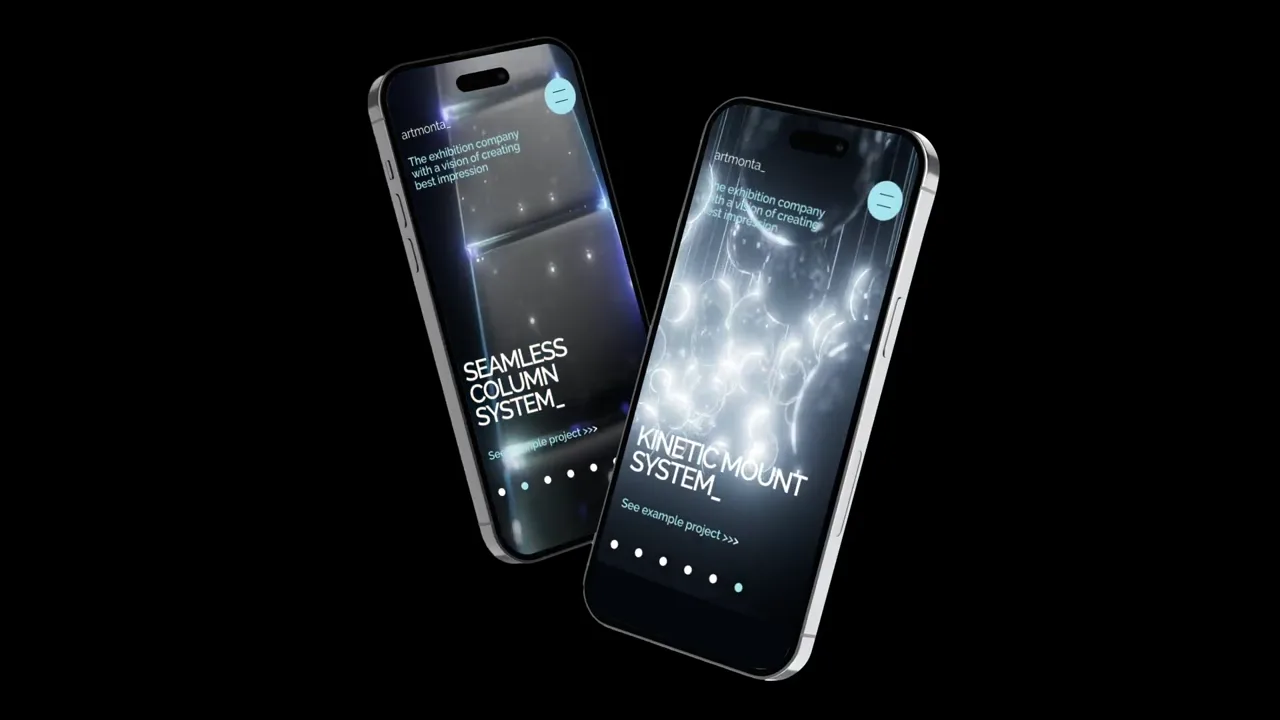 artmonta_
The exhibition company
with a vision of creating
best impression
SEAMLESS
COLUMN
SYSTEM_
See example project >>>
artmonta_
The exhibition company
with a vision of creating
best impression
KINETIC MOUNT
SYSTEM_
See example project >>>